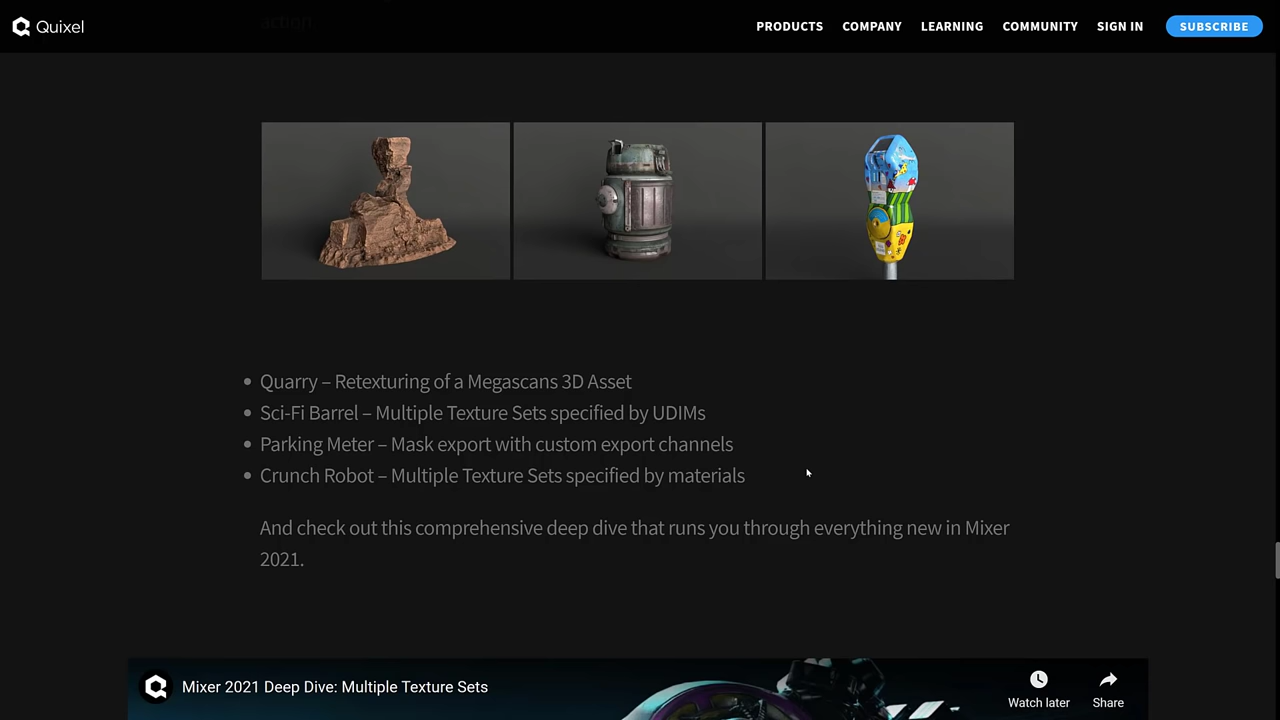 action
Quixel
PRODUCTS COMPANY LEARNING COMMUNITY SIGN IN SUBSCRIBE
Quarry – Retexturing of a Megascans 3D Asset
Sci-Fi Barrel – Multiple Texture Sets specified by UDIMs
Parking Meter – Mask export with custom export channels
Crunch Robot – Multiple Texture Sets specified by materials
And check out this comprehensive deep dive that runs you through everything new in Mixer
2021.
Mixer 2021 Deep Dive: Multiple Texture Sets
Watch later Share